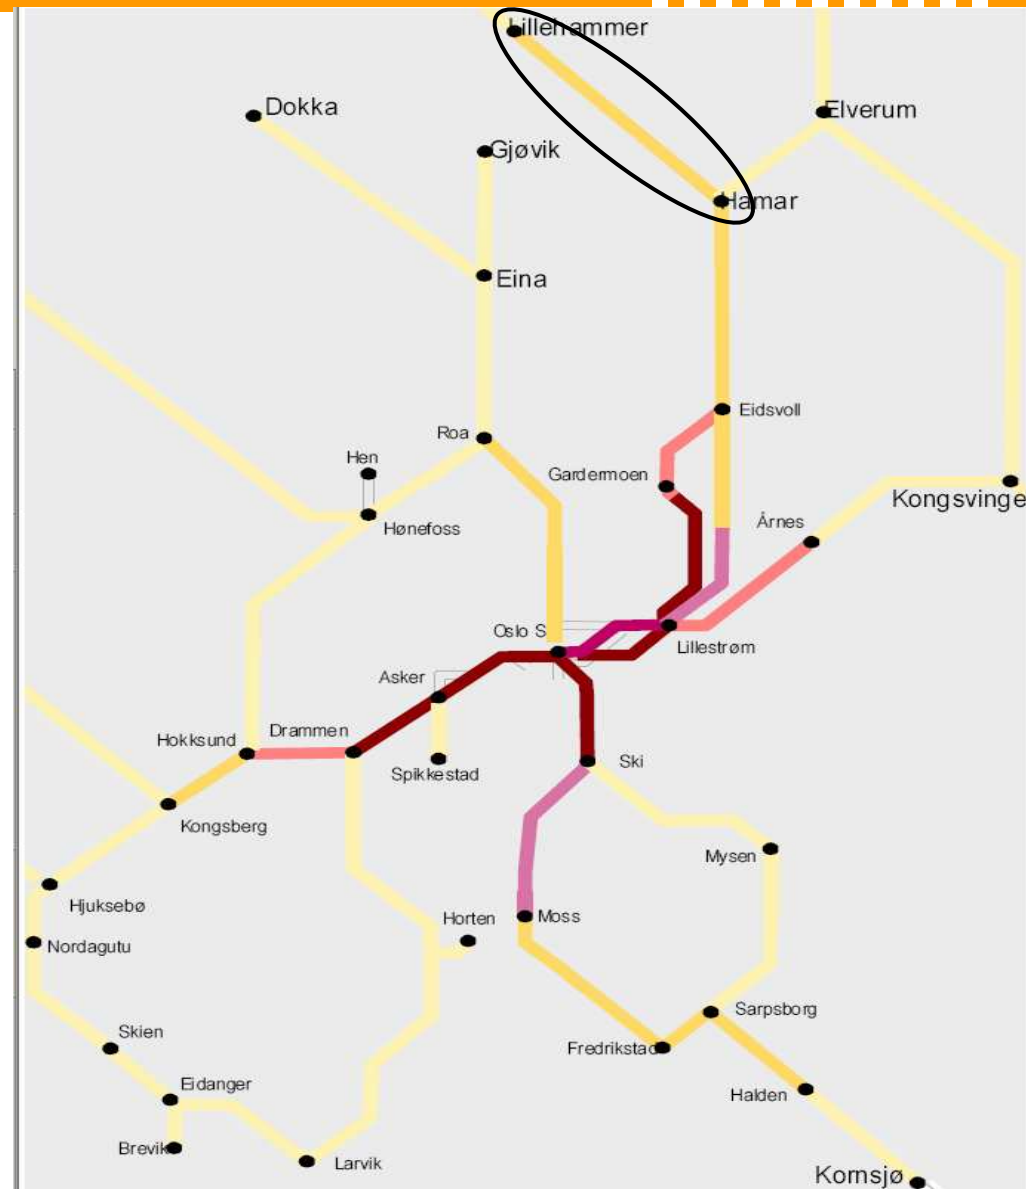 Lillehammer
Dokka
Elverum
Gjøvik
Hamar
Eina
Eidsvoll
Roa
Hen
Gardermoen
Kongsvinge
Hønefoss
Årnes
Oslo S
Lillestrøm
Asker
Drammen
Hokksund
Spikkestad
Ski
Kongsberg
Mysen
Hjuksebø
Horten
Moss
Nordagutu
Sarpsborg
Skien
Fredrikstad
Eidanger
Halden
Brevik
Larvik
Kornsjø